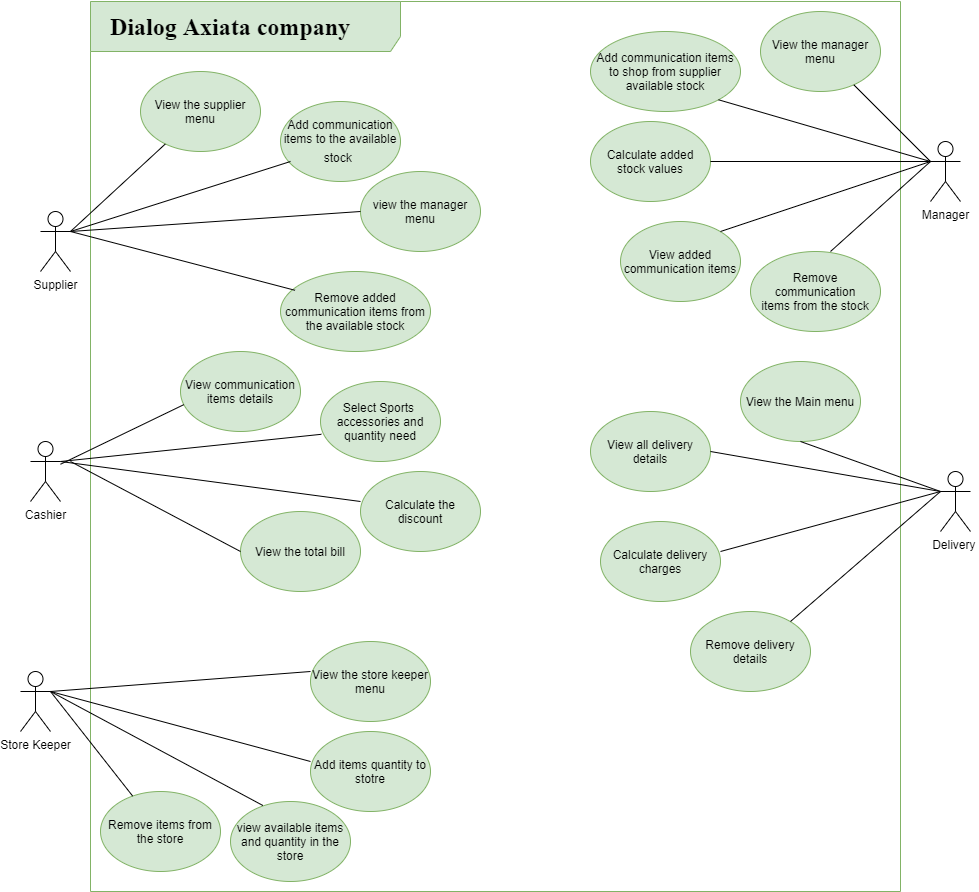 Dialog Axiata company
View the supplier
menu
Add communication
items to the available
stock
view the manager
menu
Remove added
communication items from
the available stock
Supplier
View communication
items details
Select Sports
accessories and
quantity need
Calculate the
discount
View the total bill
Cashier
View the store keeper
menu
Add items quantity to
stotre
view available items
and quantity in the
store
Remove items from
the store
Store Keeper
Add communication items
to shop from supplier
available stock
View the manager
menu
Calculate added
stock values
View added
communication items
Remove
communication
items from the stock
Manager
View the Main menu
View all delivery
details
Calculate delivery
charges
Remove delivery
details
Delivery